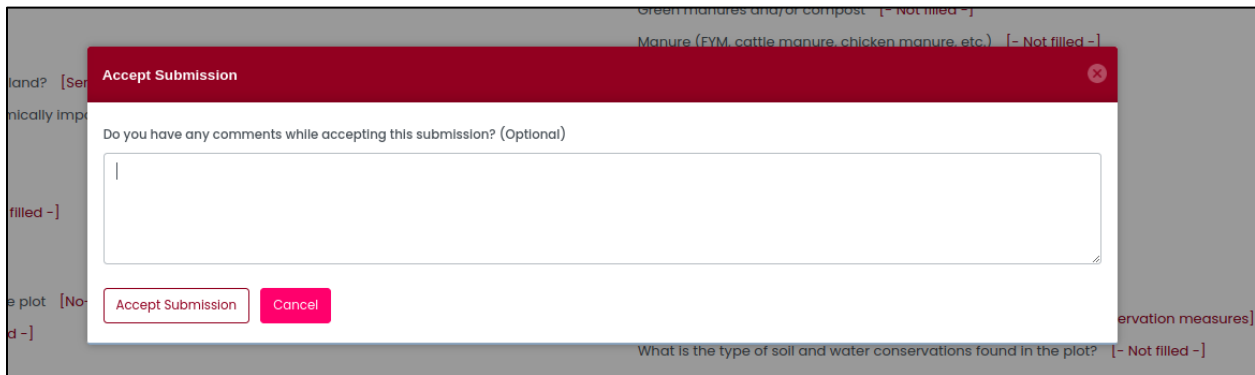 Green manures and/or compost [- Not filled -]
Manure (FYM, cattle manure, chicken manure, etc.) [- Not filled -]
Accept Submission
land? [Ser
mically impo
Do you have any comments while accepting this submission? (Optional)
filled -]
Accept Submission
Cancel
e plot [No-
d -]
ervation measures]
What is the type of soil and water conservations found in the plot? [- Not filled -]